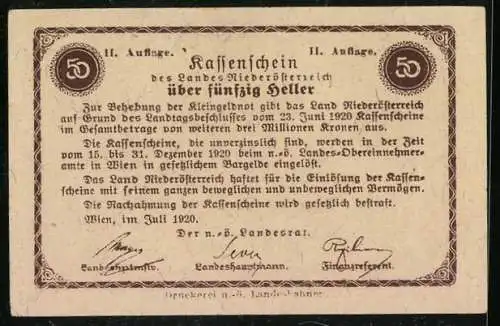 II. Auflage. II. Auflage.
50 Kassenschein 50
des Landes Niederösterreich
über fünfzig Heller
Zur Behebung der Kleingeldnot gibt das Land Niederösterreich
auf Grund des Landtagsbeschlusses vom 23. Juni 1920 Kassenscheine
im Gesamtbetrage von weiteren drei Millionen Kronen aus.
Die Kassenscheine, die unverzinslich sind, werden in der Zeit
vom 15. bis 31. Dezember 1920 beim n.-ö. Landes-Obereinnehmer-
amte in Wien in gesetzlichem Bargelde eingelöst.
Das Land Niederösterreich haftet für die Einlösung der Kassen-
scheine mit seinem ganzen beweglichen und unbeweglichen Vermögen.
Die Nachahmung der Kassenscheine wird gesetzlich bestraft.
Wien, im Juli 1920.
Der n.-ö. Landesrat.
Landeshauptmann. Finanzreferent.
Druckerei n.-ö.